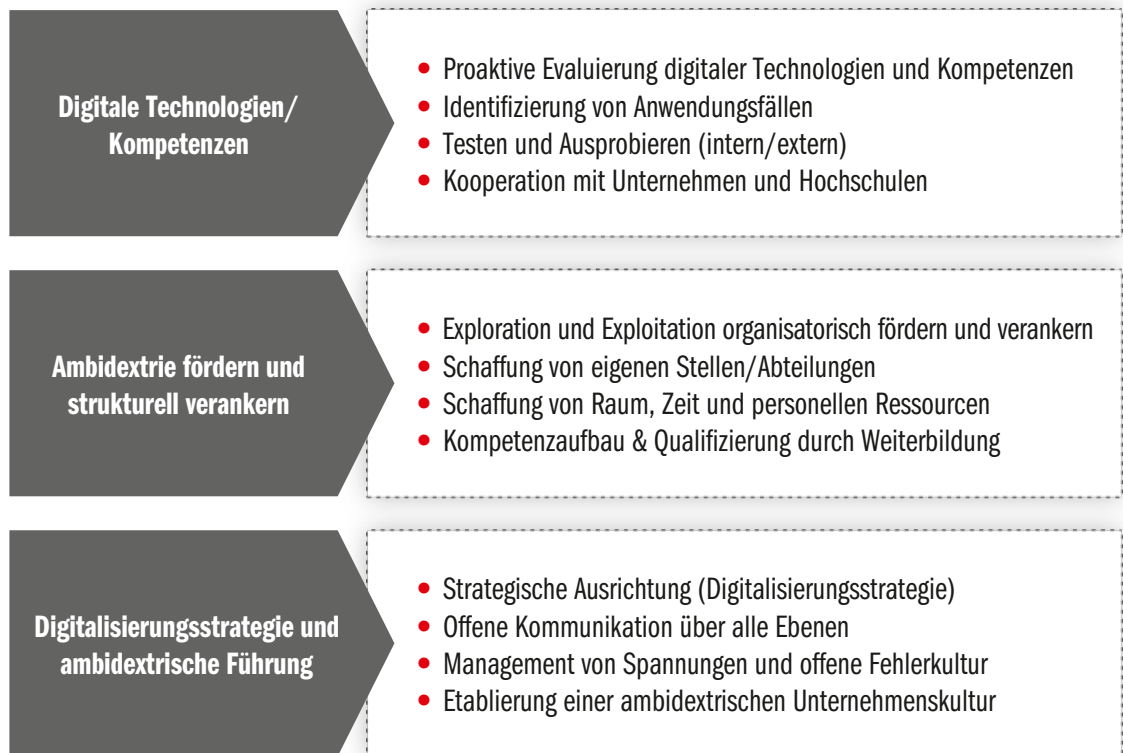 Digitale Technologien/
Kompetenzen
• Proaktive Evaluierung digitaler Technologien und Kompetenzen
• Identifizierung von Anwendungsfällen
• Testen und Ausprobieren (intern/extern)
• Kooperation mit Unternehmen und Hochschulen
Ambidextrie fördern und
strukturell verankern
• Exploration und Exploitation organisatorisch fördern und verankern
• Schaffung von eigenen Stellen/Abteilungen
• Schaffung von Raum, Zeit und personellen Ressourcen
• Kompetenzaufbau & Qualifizierung durch Weiterbildung
Digitalisierungsstrategie und
ambidextrische Führung
• Strategische Ausrichtung (Digitalisierungsstrategie)
• Offene Kommunikation über alle Ebenen
• Management von Spannungen und offene Fehlerkultur
• Etablierung einer ambidextrischen Unternehmenskultur